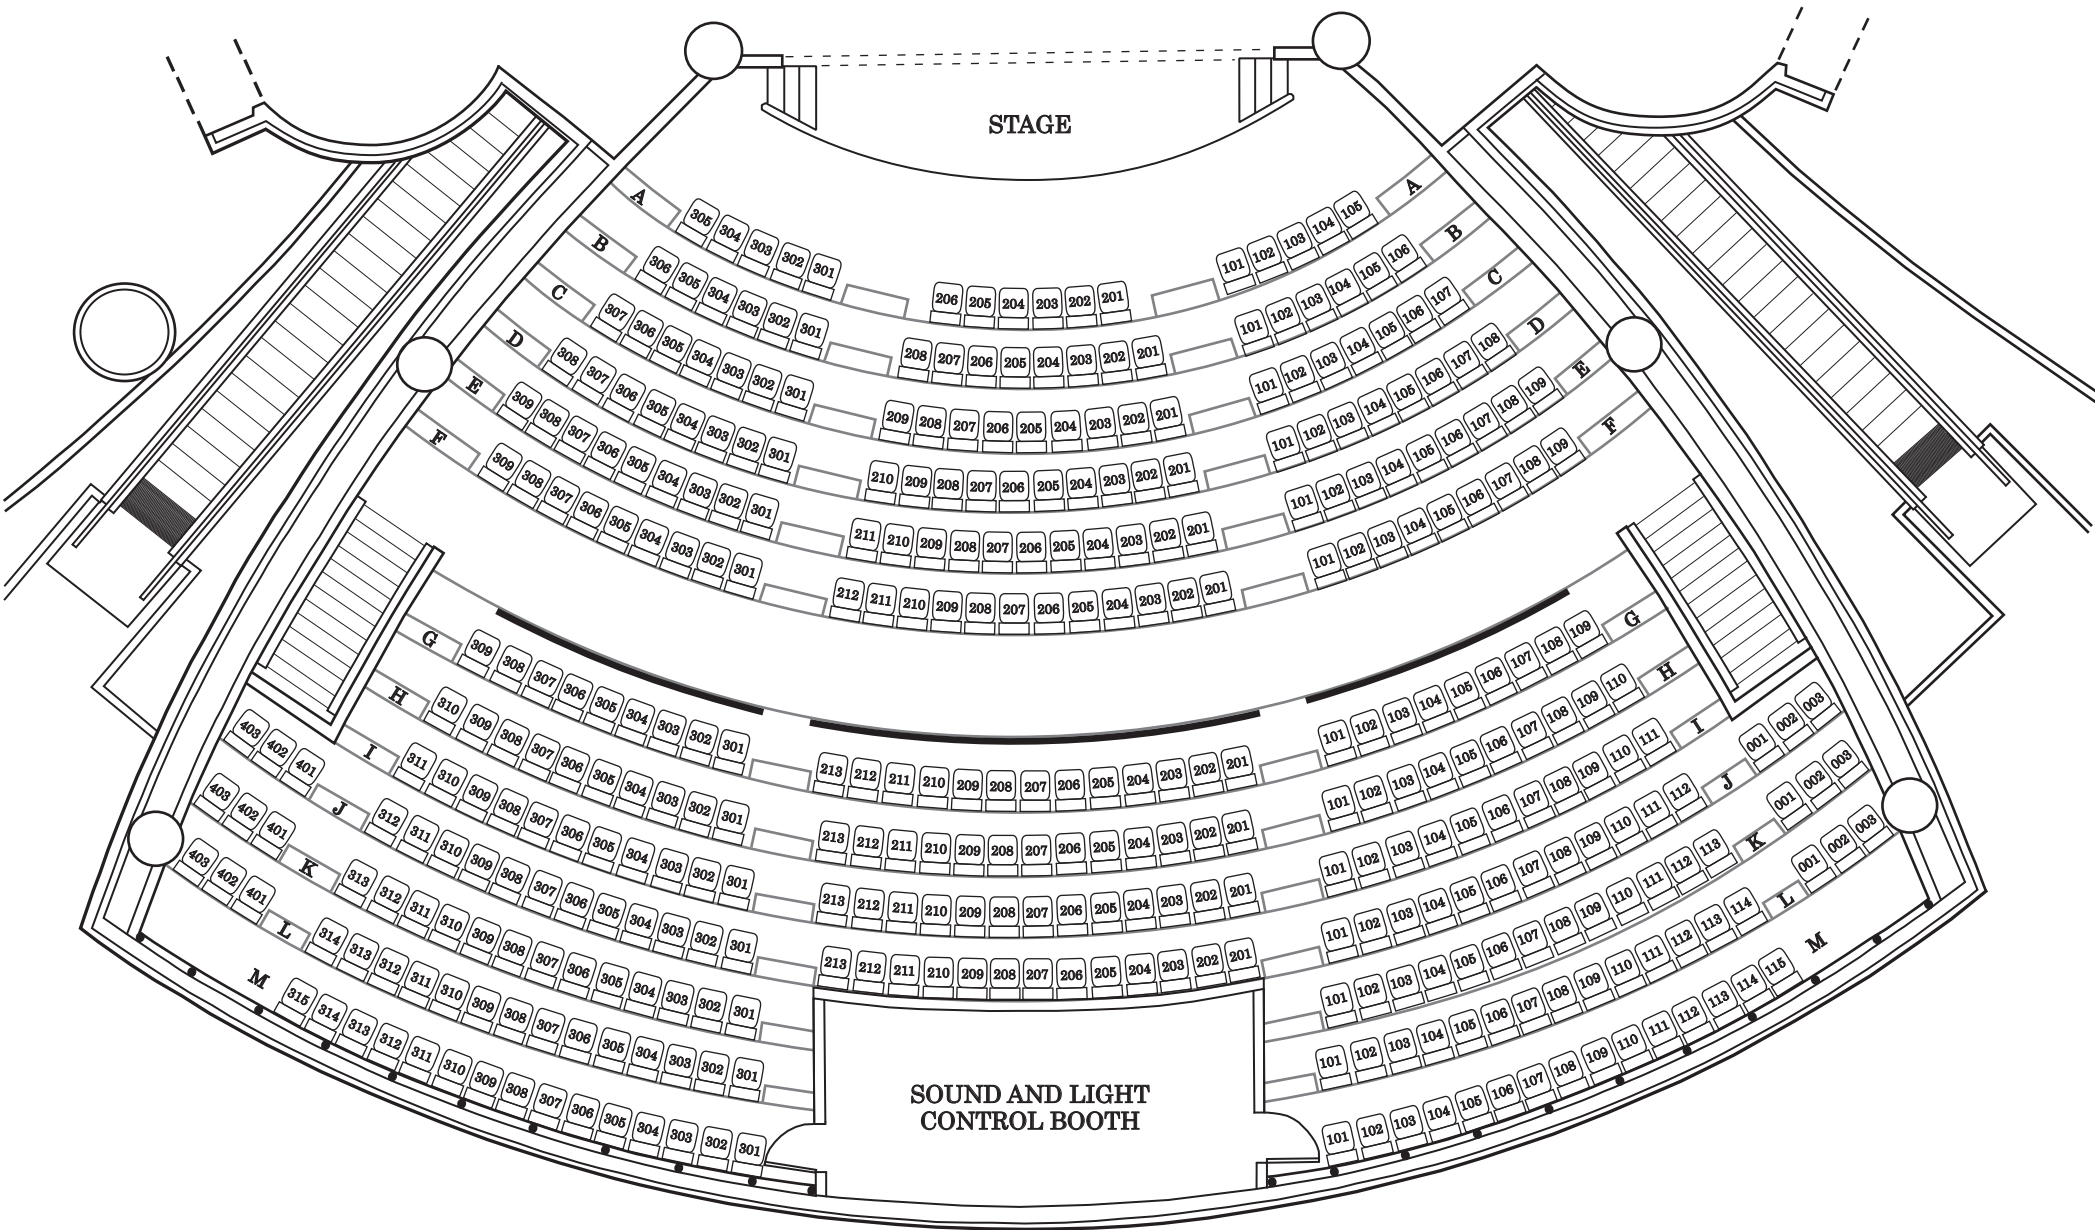 STAGE
A 305 304 303 302 301 206 205 204 203 202 201 101 102 103 104 105 A
B 306 305 304 303 302 301 208 207 206 205 204 203 202 201 101 102 103 104 105 106 B
C 307 306 305 304 303 302 301 209 208 207 206 205 204 203 202 201 101 102 103 104 105 106 107 C
D 308 307 306 305 304 303 302 301 210 209 208 207 206 205 204 203 202 201 101 102 103 104 105 106 107 108 D
E 309 308 307 306 305 304 303 302 301 211 210 209 208 207 206 205 204 203 202 201 101 102 103 104 105 106 107 108 109 E
F 309 308 307 306 305 304 303 302 301 212 211 210 209 208 207 206 205 204 203 202 201 101 102 103 104 105 106 107 108 109 F
G 309 308 307 306 305 304 303 302 301 213 212 211 210 209 208 207 206 205 204 203 202 201 101 102 103 104 105 106 107 108 109 G
H 310 309 308 307 306 305 304 303 302 301 213 212 211 210 209 208 207 206 205 204 203 202 201 101 102 103 104 105 106 107 108 109 110 H
I 311 310 309 308 307 306 305 304 303 302 301 213 212 211 210 209 208 207 206 205 204 203 202 201 101 102 103 104 105 106 107 108 109 110 111 I
403 402 401 J 312 311 310 309 308 307 306 305 304 303 302 301 213 212 211 210 209 208 207 206 205 204 203 202 201 101 102 103 104 105 106 107 108 109 110 111 112 J 001 002 003
403 402 401 K 313 312 311 310 309 308 307 306 305 304 303 302 301 101 102 103 104 105 106 107 108 109 110 111 112 113 K 001 002 003
403 402 401 L 314 313 312 311 310 309 308 307 306 305 304 303 302 301 101 102 103 104 105 106 107 108 109 110 111 112 113 114 L 001 002 003
M 315 314 313 312 311 310 309 308 307 306 305 304 303 302 301 101 102 103 104 105 106 107 108 109 110 111 112 113 114 115 M
SOUND AND LIGHT
CONTROL BOOTH